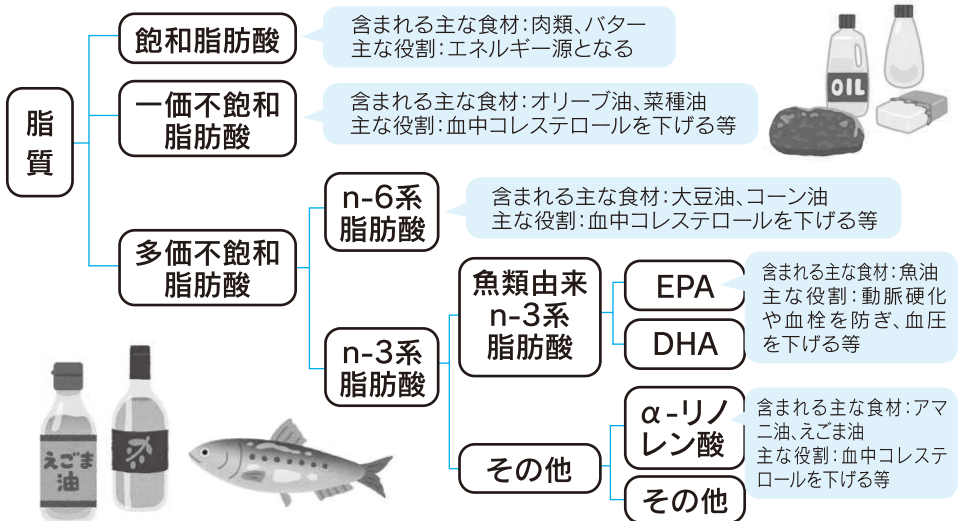 脂
質
飽和脂肪酸
含まれる主な食材：肉類、バター
主な役割：エネルギー源となる
一価不飽和
脂肪酸
含まれる主な食材：オリーブ油、菜種油
主な役割：血中コレステロールを下げる等
OIL
多価不飽和
脂肪酸
n-6系
脂肪酸
含まれる主な食材：大豆油、コーン油
主な役割：血中コレステロールを下げる等
n-3系
脂肪酸
魚類由来
n-3系
脂肪酸
EPA
DHA
含まれる主な食材：魚油
主な役割：動脈硬化
や血栓を防ぎ、血圧
を下げる等
その他
α-リノ
レン酸
含まれる主な食材：アマ
ニ油、えごま油
主な役割：血中コレステ
ロールを下げる等
その他
えごま
油